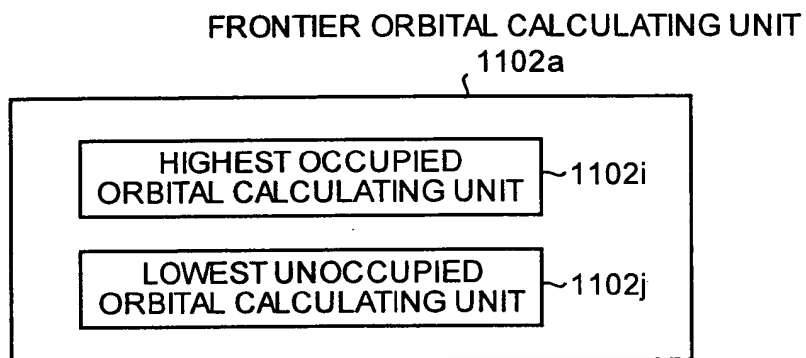 FRONTIER ORBITAL CALCULATING UNIT
1102a
HIGHEST OCCUPIED
ORBITAL CALCULATING UNIT
1102i
LOWEST UNOCCUPIED
ORBITAL CALCULATING UNIT
1102j